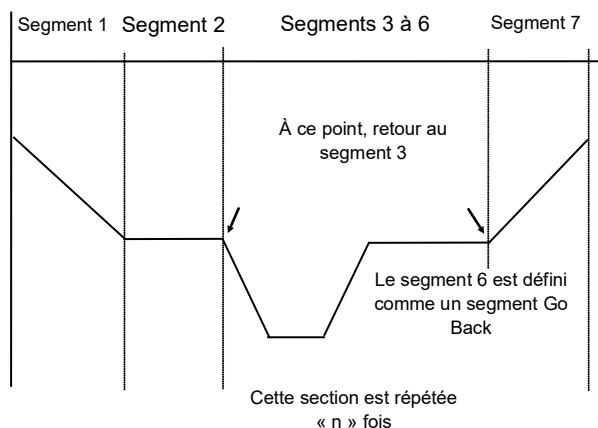 Segment 1 Segment 2 Segments 3 à 6 Segment 7
À ce point, retour au
segment 3
Le segment 6 est défini
comme un segment Go
Back
Cette section est répétée
« n » fois